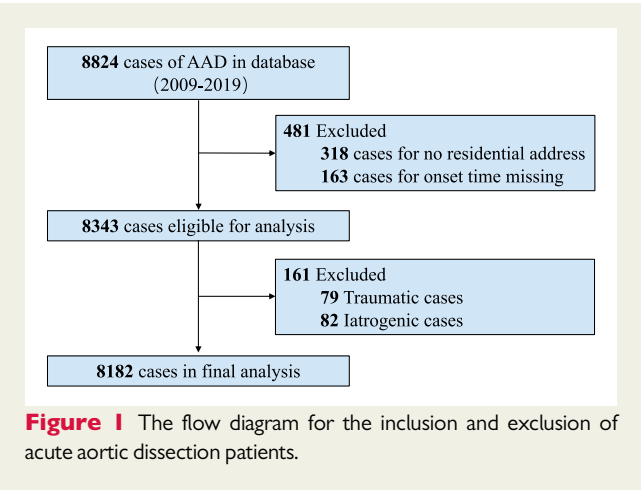 8824 cases of AAD in database
(2009-2019)
481 Excluded
318 cases for no residential address
163 cases for onset time missing
8343 cases eligible for analysis
161 Excluded
79 Traumatic cases
82 Iatrogenic cases
8182 cases in final analysis
Figure 1 The flow diagram for the inclusion and exclusion of
acute aortic dissection patients.